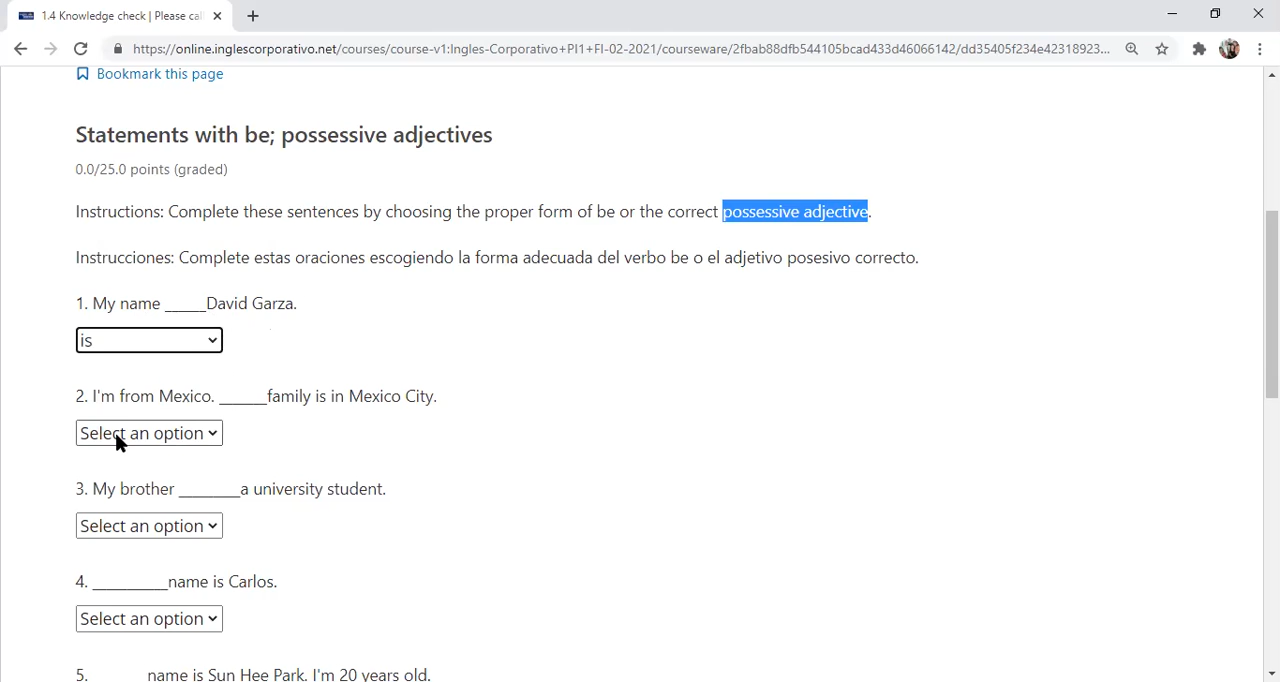 1.4 Knowledge check | Please cal
https://online.inglescorporativo.net/courses/course-v1:Ingles-Corporativo+PI1+FI-02-2021/courseware/2fbab88dfb544105bcad433d46066142/dd35405f234e42318923...
Bookmark this page
Statements with be; possessive adjectives
0.0/25.0 points (graded)
Instructions: Complete these sentences by choosing the proper form of be or the correct possessive adjective.
Instrucciones: Complete estas oraciones escogiendo la forma adecuada del verbo be o el adjetivo posesivo correcto.
1. My name _____David Garza.
is
2. I'm from Mexico. ______family is in Mexico City.
Select an option
3. My brother ________a university student.
Select an option
4. __________name is Carlos.
Select an option
5. _______name is Sun Hee Park. I'm 20 years old.